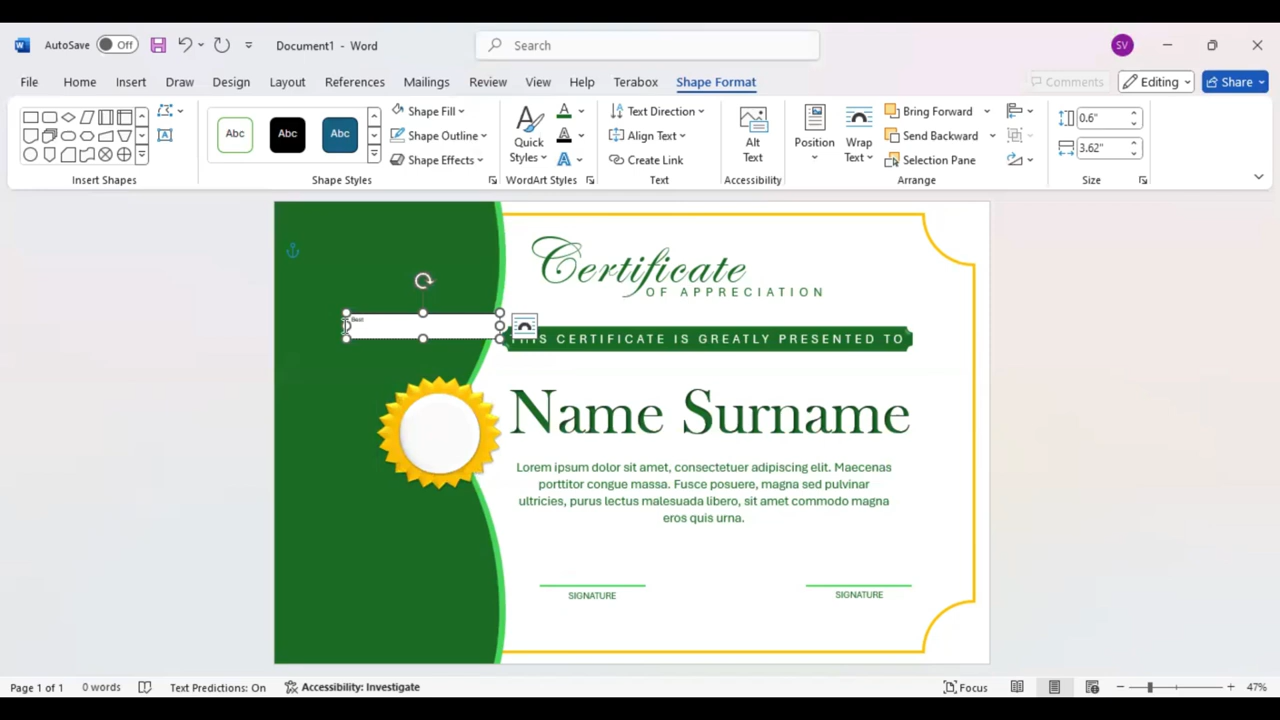 AutoSave Off Document1 - Word Search SV
File Home Insert Draw Design Layout References Mailings Review View Help Terabox Shape Format Comments Editing Share
Abc Abc Abc
Shape Fill
Shape Outline
Shape Effects
Quick
Styles
Text Direction
Align Text
Create Link
Alt
Text
Position
Wrap
Text
Bring Forward
Send Backward
Selection Pane
0.6"
3.62"
Insert Shapes Shape Styles WordArt Styles Text Accessibility Arrange Size
Certificate
OF APPRECIATION
Best
THIS CERTIFICATE IS GREATLY PRESENTED TO
Name Surname
Lorem ipsum dolor sit amet, consectetuer adipiscing elit. Maecenas
porttitor congue massa. Fusce posuere, magna sed pulvinar
ultricies, purus lectus malesuada libero, sit amet commodo magna
eros quis urna.
SIGNATURE SIGNATURE
Page 1 of 1 0 words Text Predictions: On Accessibility: Investigate Focus 47%